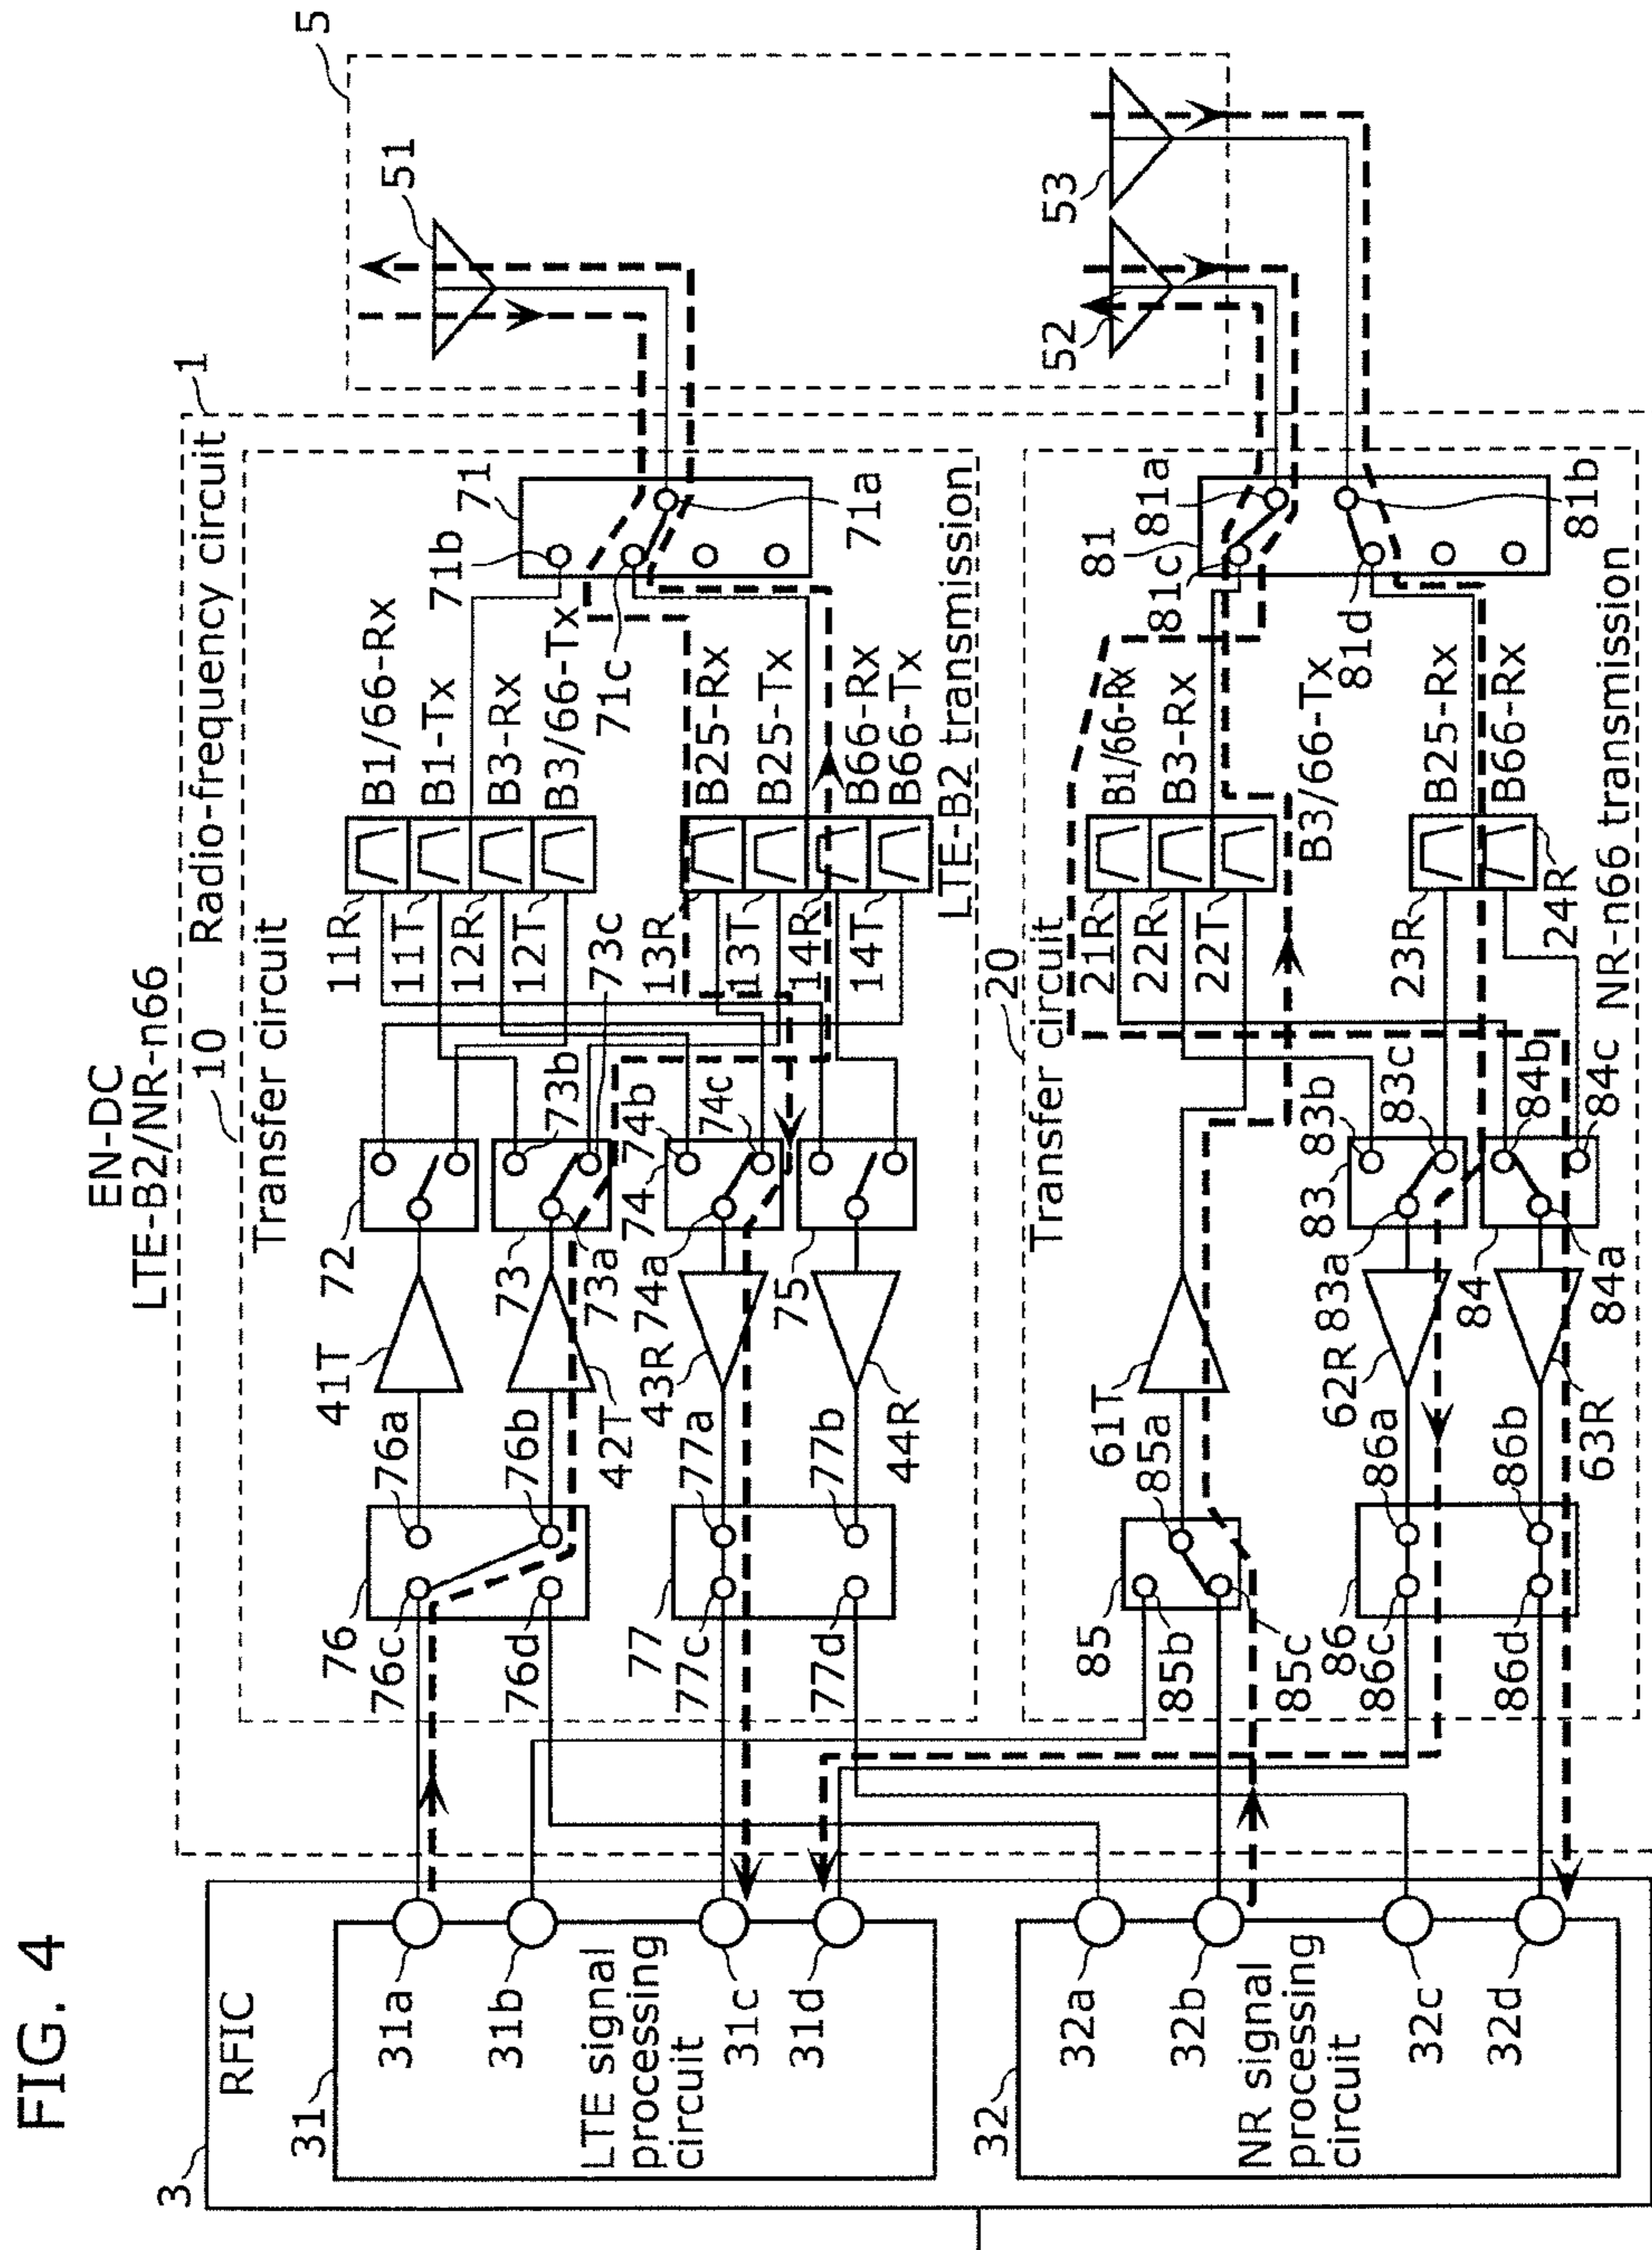 FIG. 4
EN-DC
LTE-B2/NR-n66
3
RFIC
31
LTE signal
processing
circuit
31a
31b
31c
31d
32
NR signal
processing
circuit
32a
32b
32c
32d
1
Radio-frequency circuit
10
Transfer circuit
76
76c
76d
76a
76b
77
77c
77d
77a
77b
41T
42T
43R
44R
72
73
73a
73b
73c
74
74a
74b
74c
75
11R
11T
12R
12T
13R
13T
14R
14T
B1/66-Rx
B1-Tx
B3-Rx
B3/66-Tx
B25-Rx
B25-Tx
B66-Rx
B66-Tx
71
71b
71c
71a
LTE-B2 transmission
20
Transfer circuit
85
85b
85c
85a
86
86c
86d
86a
86b
61T
62R
63R
83
83a
83b
83c
84
84a
84b
84c
21R
22R
22T
23R
24R
B1/66-Rx
B3-Rx
B3/66-Tx
B25-Rx
B66-Rx
81
81a
81c
81d
81b
NR-n66 transmission
5
51
52
53